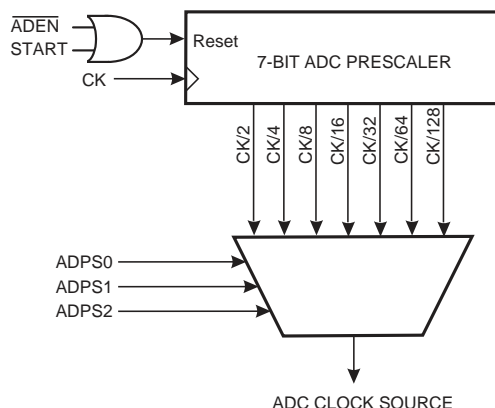 ADEN
START
Reset
7-BIT ADC PRESCALER
CK
CK/2
CK/4
CK/8
CK/16
CK/32
CK/64
CK/128
ADPS0
ADPS1
ADPS2
ADC CLOCK SOURCE